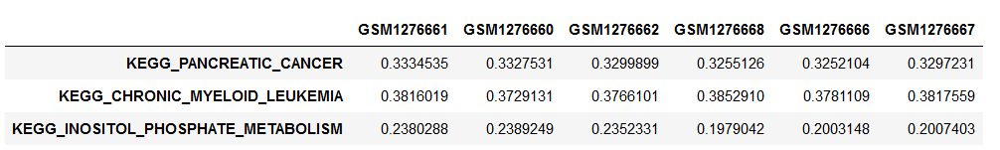 GSM1276661 GSM1276660 GSM1276662 GSM1276668 GSM1276666 GSM1276667
KEGG_PANCREATIC_CANCER 0.3334535 0.3327531 0.3299899 0.3255126 0.3252104 0.3297231
KEGG_CHRONIC_MYELOID_LEUKEMIA 0.3816019 0.3729131 0.3766101 0.3852910 0.3781109 0.3817559
KEGG_INOSITOL_PHOSPHATE_METABOLISM 0.2380288 0.2389249 0.2352331 0.1979042 0.2003148 0.2007403